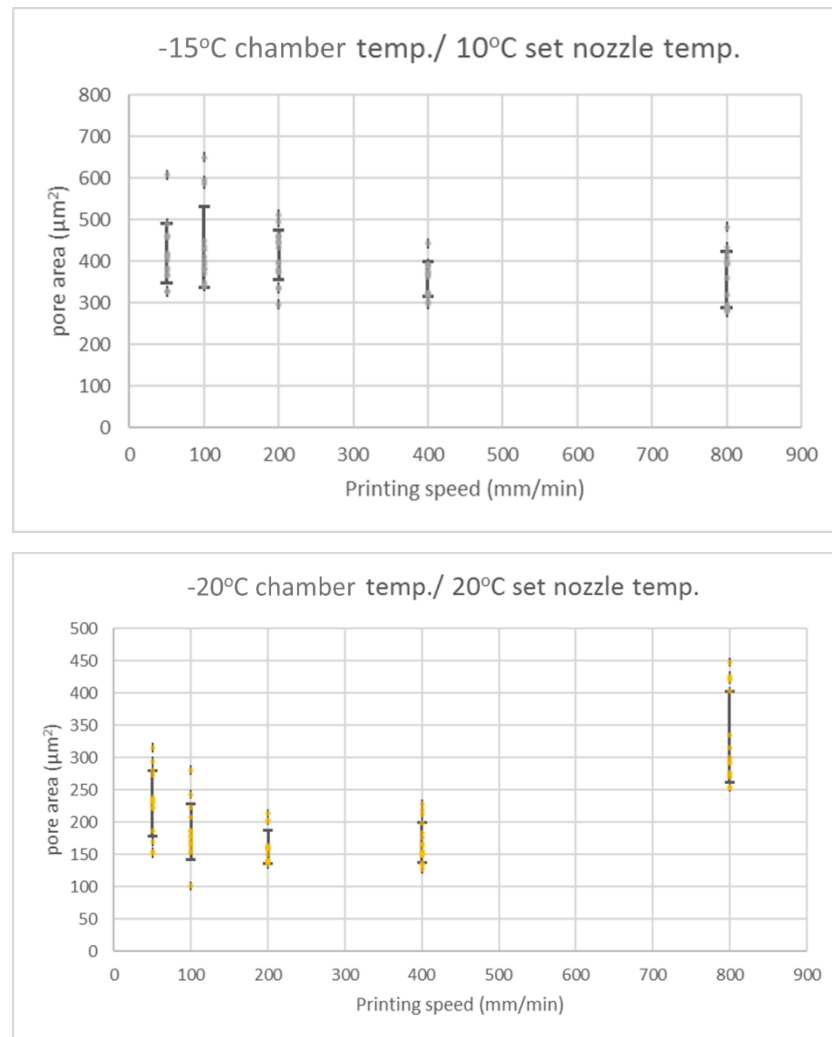 -15°C chamber temp./ 10°C set nozzle temp.
800
700
600
500
400
300
200
100
0
pore area (µm²)
0 100 200 300 400 500 600 700 800 900
Printing speed (mm/min)
-20°C chamber temp./ 20°C set nozzle temp.
500
450
400
350
300
250
200
150
100
50
0
pore area (µm²)
0 100 200 300 400 500 600 700 800 900
Printing speed (mm/min)